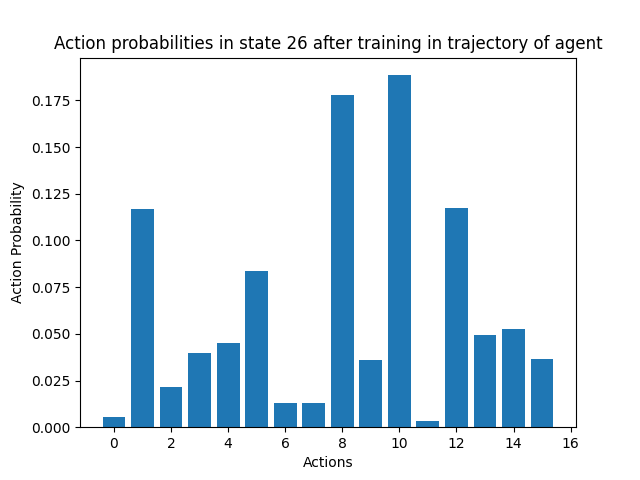 Action probabilities in state 26 after training in trajectory of agent
0.175
0.150
0.125
0.100
0.075
0.050
0.025
0.000
Action Probability
0 2 4 6 8 10 12 14 16
Actions